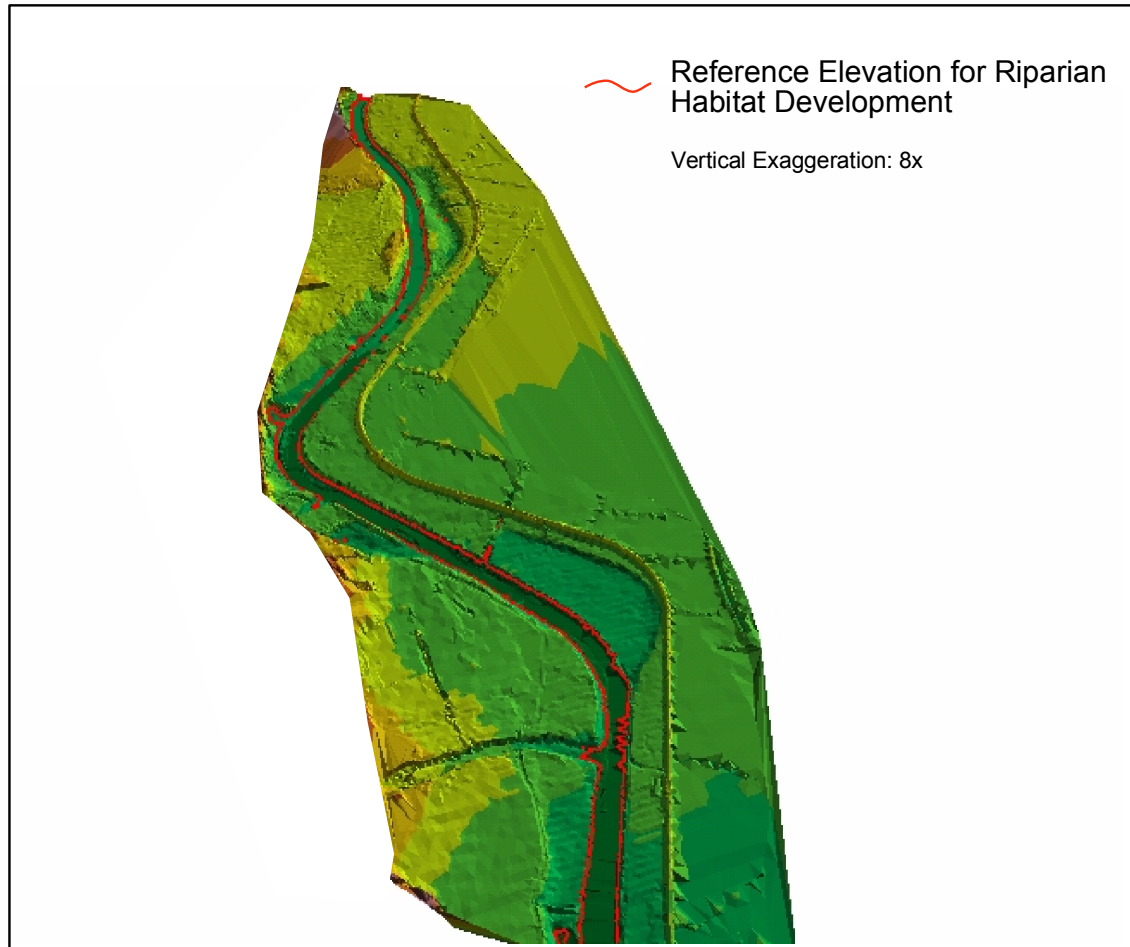 Reference Elevation for Riparian
Habitat Development
Vertical Exaggeration: 8x